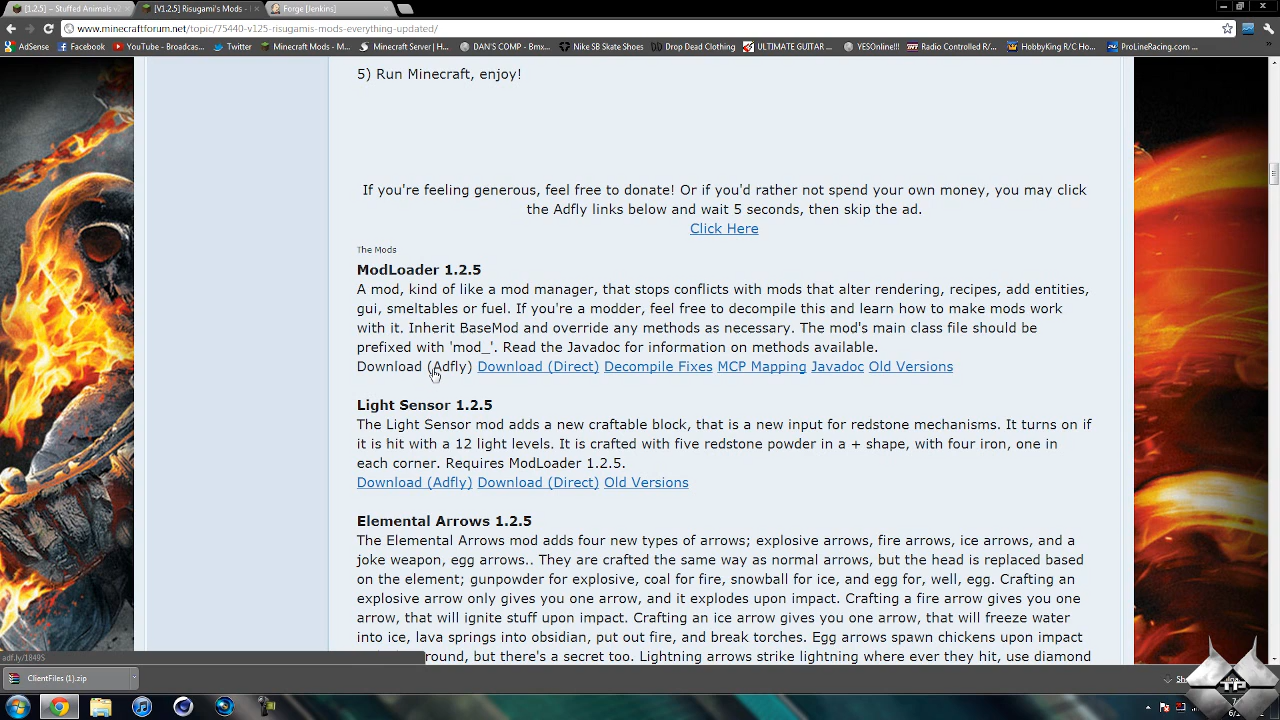 [1.2.5] – Stuffed Animals v2
[V1.2.5] Risugami's Mods -
Forge [Jenkins]
www.minecraftforum.net/topic/75440-v125-risugamis-mods-everything-updated/
AdSense
Facebook
YouTube - Broadcas...
Twitter
Minecraft Mods - M...
Minecraft Server | H...
DAN'S COMP - Bmx...
Nike SB Skate Shoes
Drop Dead Clothing
ULTIMATE GUITAR ...
YESOnline!!!
Radio Controlled R/...
HobbyKing R/C Ho...
ProLineRacing.com ...
5) Run Minecraft, enjoy!
If you're feeling generous, feel free to donate! Or if you'd rather not spend your own money, you may click
the Adfly links below and wait 5 seconds, then skip the ad.
Click Here
The Mods
ModLoader 1.2.5
A mod, kind of like a mod manager, that stops conflicts with mods that alter rendering, recipes, add entities,
gui, smeltables or fuel. If you're a modder, feel free to decompile this and learn how to make mods work
with it. Inherit BaseMod and override any methods as necessary. The mod's main class file should be
prefixed with 'mod_'. Read the Javadoc for information on methods available.
Download (Adfly) Download (Direct) Decompile Fixes MCP Mapping Javadoc Old Versions
Light Sensor 1.2.5
The Light Sensor mod adds a new craftable block, that is a new input for redstone mechanisms. It turns on if
it is hit with a 12 light levels. It is crafted with five redstone powder in a + shape, with four iron, one in
each corner. Requires ModLoader 1.2.5.
Download (Adfly) Download (Direct) Old Versions
Elemental Arrows 1.2.5
The Elemental Arrows mod adds four new types of arrows; explosive arrows, fire arrows, ice arrows, and a
joke weapon, egg arrows.. They are crafted the same way as normal arrows, but the head is replaced based
on the element; gunpowder for explosive, coal for fire, snowball for ice, and egg for, well, egg. Crafting an
explosive arrow only gives you one arrow, and it explodes upon impact. Crafting a fire arrow gives you one
arrow, that will ignite stuff upon impact. Crafting an ice arrow gives you one arrow, that will freeze water
into ice, lava springs into obsidian, put out fire, and break torches. Egg arrows spawn chickens upon impact
round, but there's a secret too. Lightning arrows strike lightning where ever they hit, use diamond
adf.ly/1849S
ClientFiles (1).zip
TP